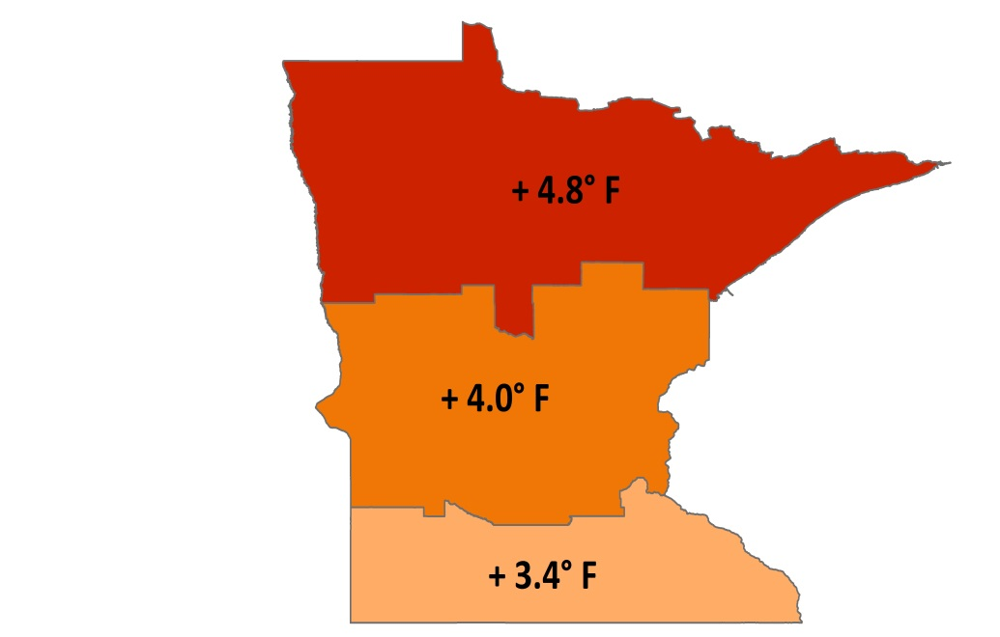 + 4.8° F
+ 4.0° F
+ 3.4° F